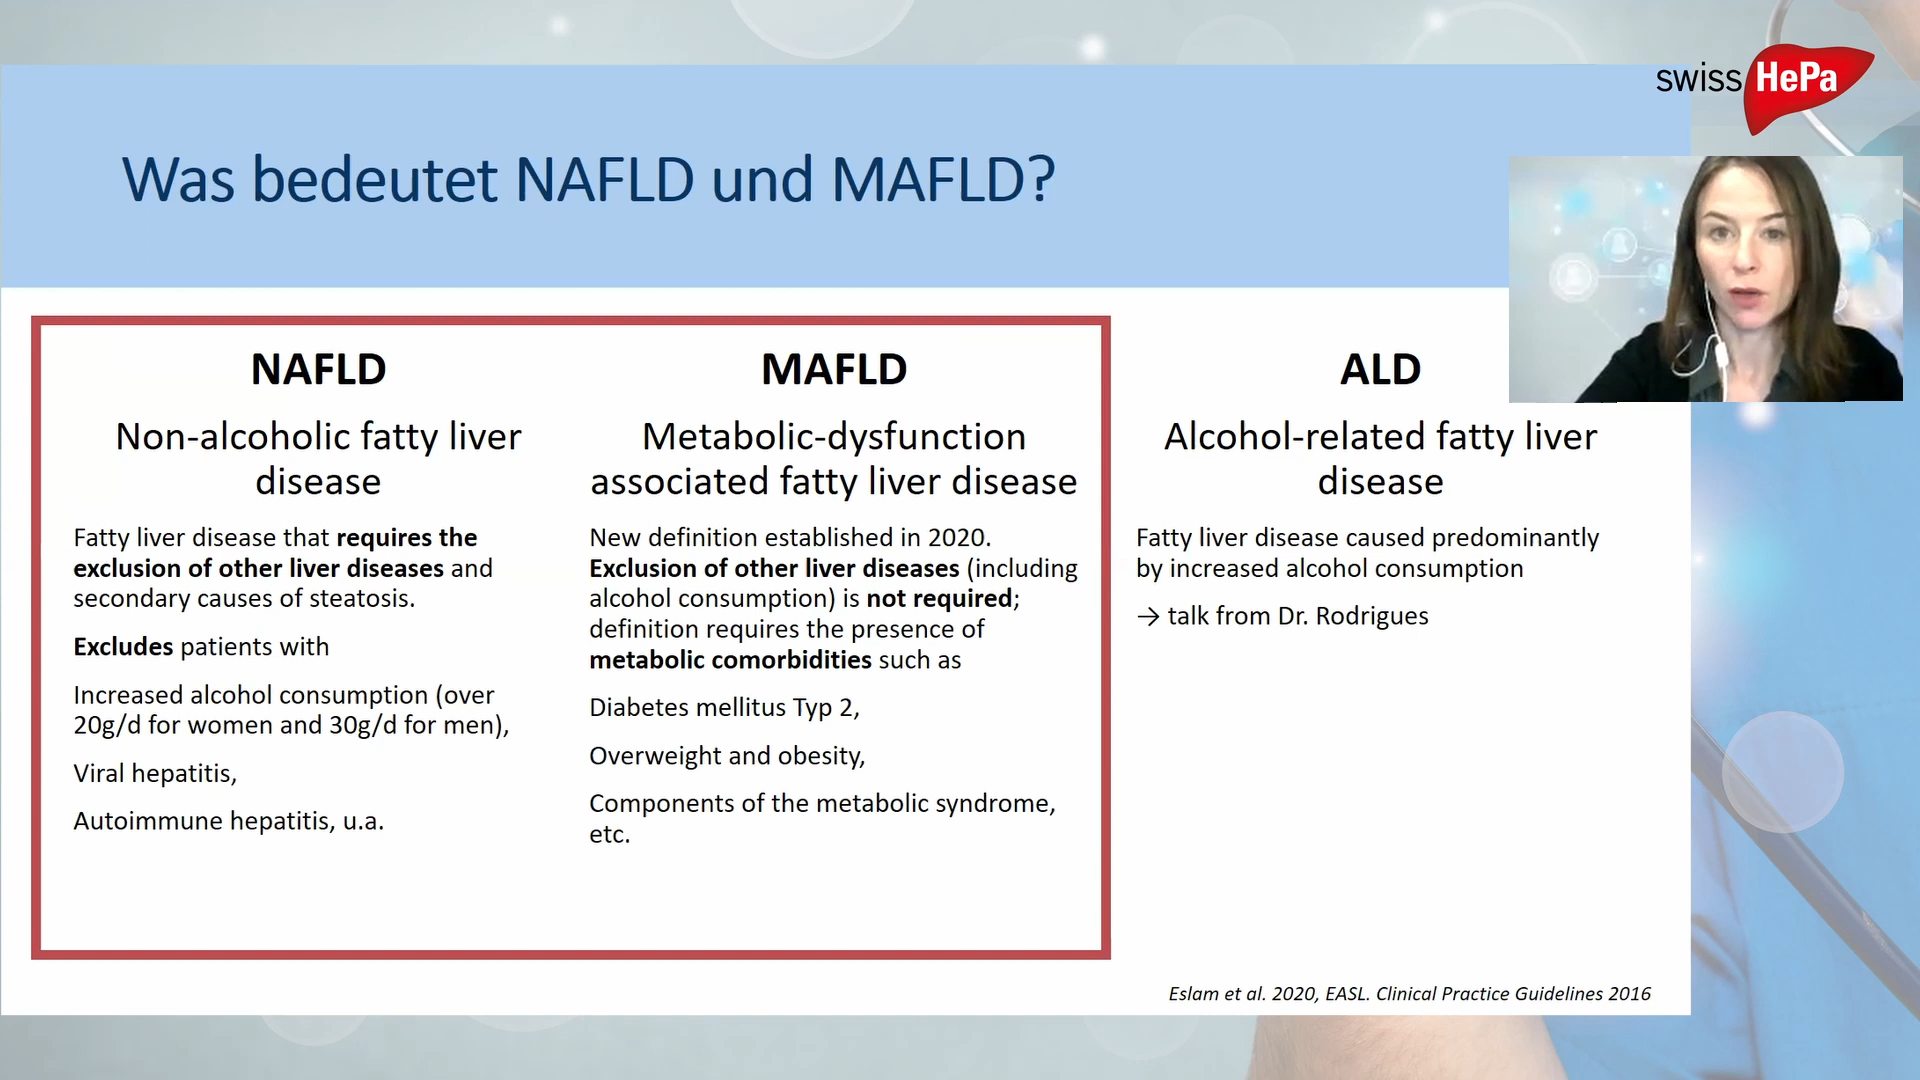 swiss HePa
Was bedeutet NAFLD und MAFLD?
NAFLD
Non-alcoholic fatty liver
disease
Fatty liver disease that requires the
exclusion of other liver diseases and
secondary causes of steatosis.
Excludes patients with
Increased alcohol consumption (over
20g/d for women and 30g/d for men),
Viral hepatitis,
Autoimmune hepatitis, u.a.
MAFLD
Metabolic-dysfunction
associated fatty liver disease
New definition established in 2020.
Exclusion of other liver diseases (including
alcohol consumption) is not required;
definition requires the presence of
metabolic comorbidities such as
Diabetes mellitus Typ 2,
Overweight and obesity,
Components of the metabolic syndrome,
etc.
ALD
Alcohol-related fatty liver
disease
Fatty liver disease caused predominantly
by increased alcohol consumption
→ talk from Dr. Rodrigues
Eslam et al. 2020, EASL. Clinical Practice Guidelines 2016